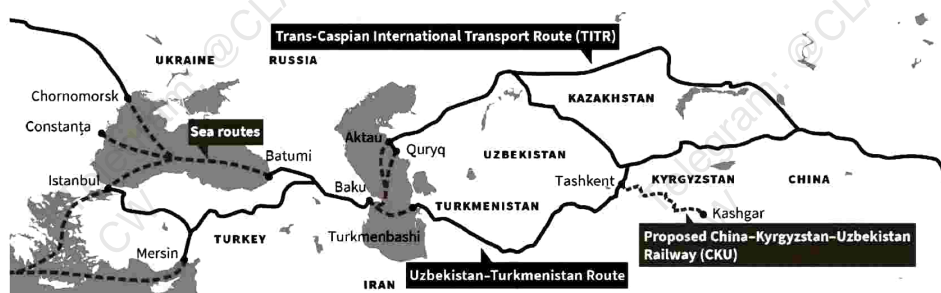 Trans-Caspian International Transport Route (TITR)
UKRAINE
RUSSIA
Chornomorsk
KAZAKHSTAN
Constanța
Sea routes
Aktau
Quryq
UZBEKISTAN
Batumi
Istanbul
Baku
Tashkent
KYRGYZSTAN
CHINA
TURKMENISTAN
Kashgar
TURKEY
Turkmenbashi
Proposed China–Kyrgyzstan–Uzbekistan
Railway (CKU)
Mersin
Uzbekistan–Turkmenistan Route
IRAN